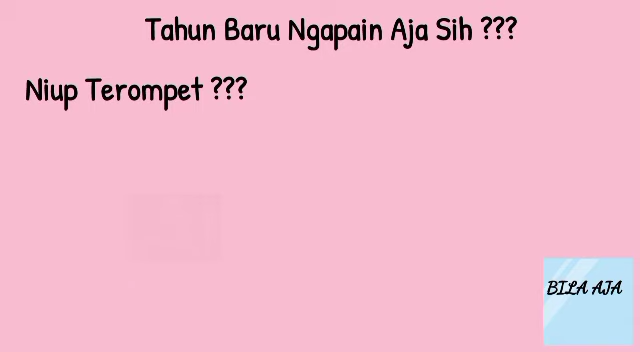 Tahun Baru Ngapain Aja Sih ???
Niup Terompet ???
BILA AJA